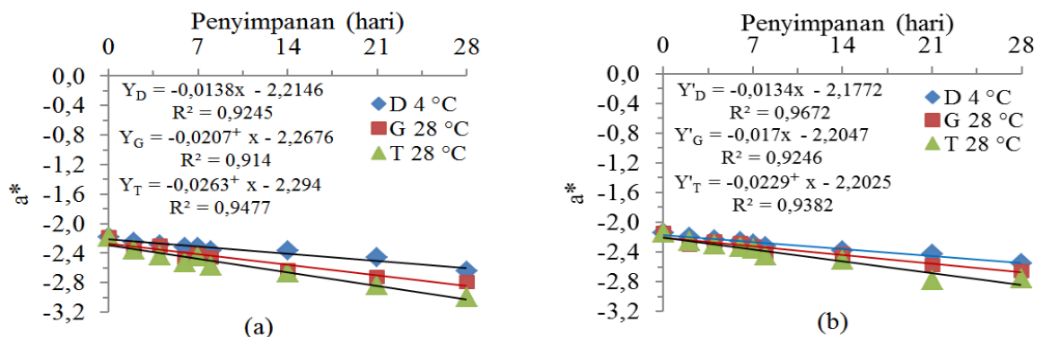 Penyimpanan (hari)
0 7 14 21 28
0,0
-0,4
-0,8
-1,2
-1,6
-2,0
-2,4
-2,8
-3,2
a*
Y_D = -0,0138x - 2,2146
R² = 0,9245
Y_G = -0,0207⁺ x - 2,2676
R² = 0,914
Y_T = -0,0263⁺ x - 2,294
R² = 0,9477
D 4 °C
G 28 °C
T 28 °C
(a)
Penyimpanan (hari)
0 7 14 21 28
0,0
-0,4
-0,8
-1,2
-1,6
-2,0
-2,4
-2,8
-3,2
a*
Y'_D = -0,0134x - 2,1772
R² = 0,9672
Y'_G = -0,017x - 2,2047
R² = 0,9246
Y'_T = -0,0229⁺ x - 2,2025
R² = 0,9382
D 4 °C
G 28 °C
T 28 °C
(b)